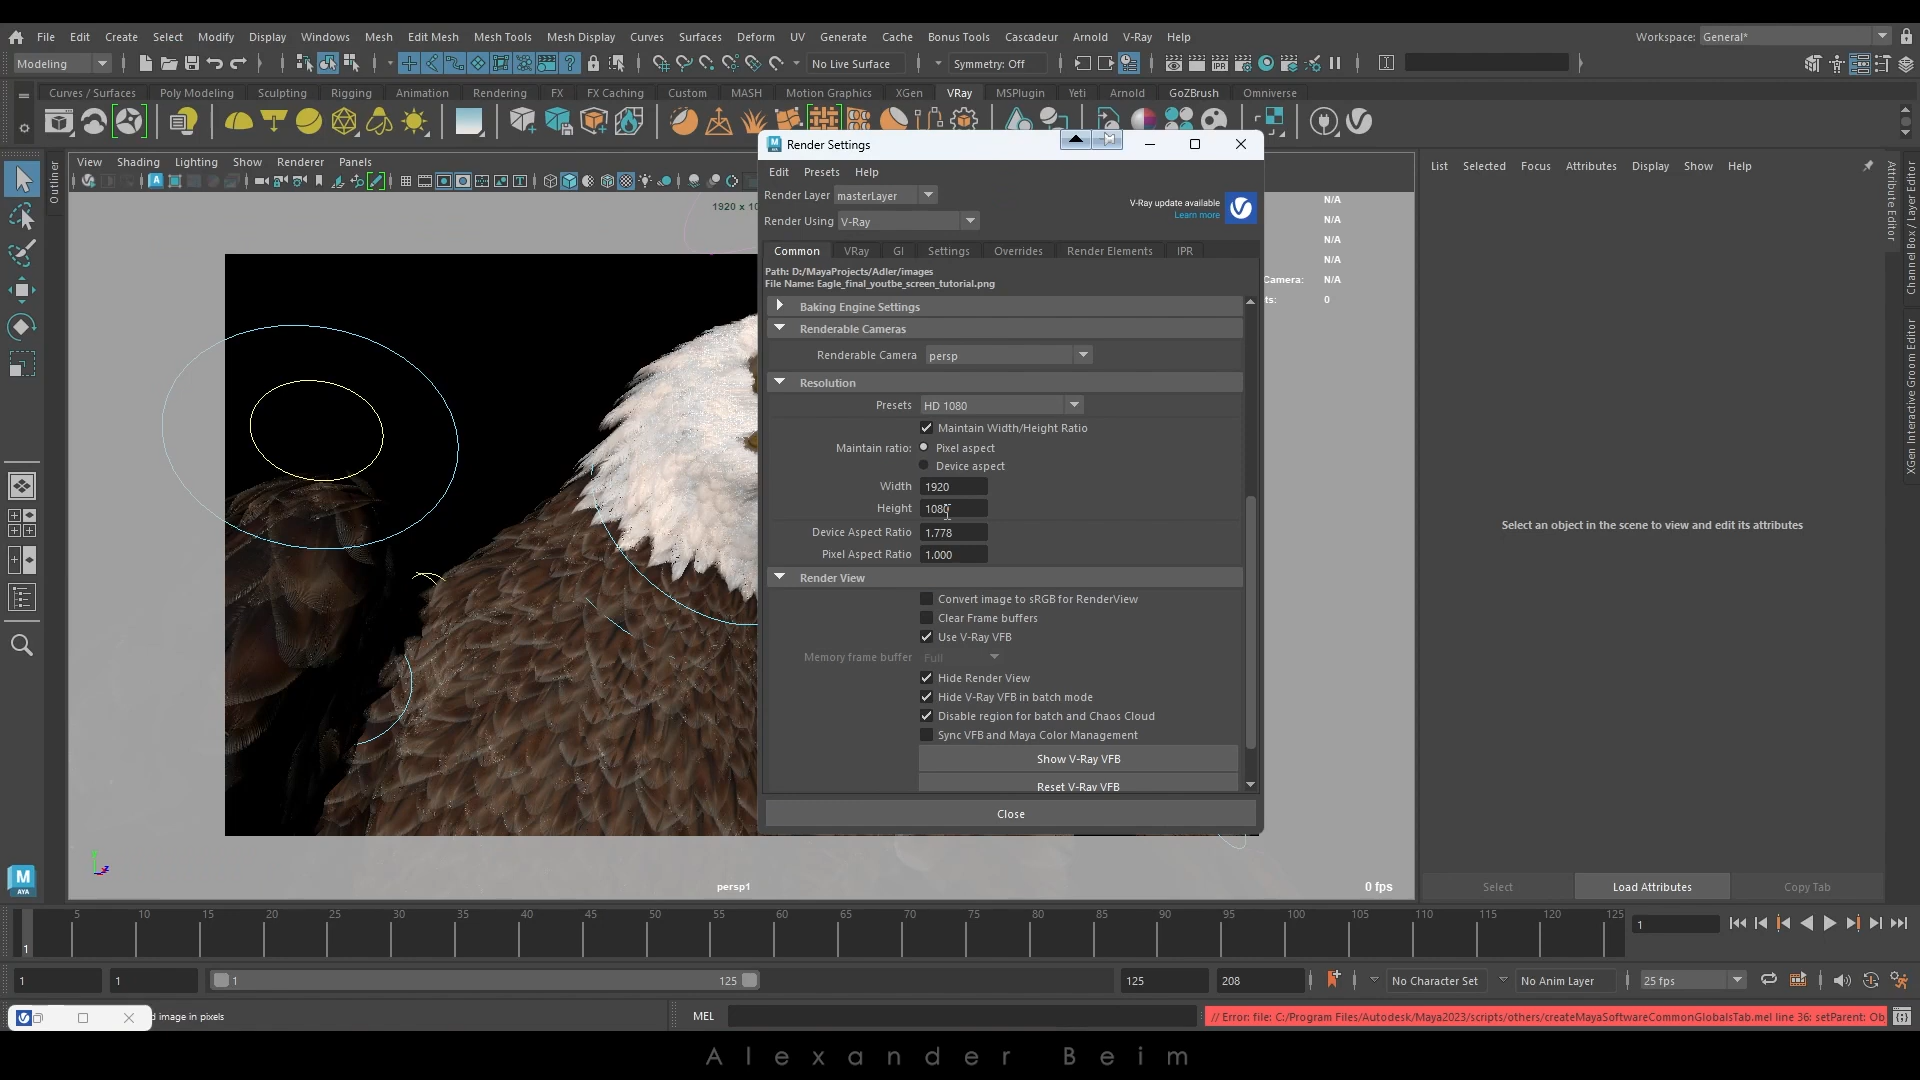 File Edit Create Select Modify Display Windows Mesh Edit Mesh Mesh Tools Mesh Display Curves Surfaces Deform UV Generate Cache Bonus Tools Cascadeur Arnold V-Ray Help Workspace: General*
Modeling No Live Surface Symmetry: Off IPR
Curves / Surfaces Poly Modeling Sculpting Rigging Animation Rendering FX FX Caching Custom MASH Motion Graphics XGen VRay MSPlugin Yeti Arnold GoZBrush Omniverse
View Shading Lighting Show Renderer Panels
Outliner
1920 x 10
Render Settings
Edit Presets Help
Render Layer masterLayer
V-Ray update available
Learn more
Render Using V-Ray
Common VRay GI Settings Overrides Render Elements IPR
Path: D:/MayaProjects/Adler/images
File Name: Eagle_final_youtbe_screen_tutorial.png
Baking Engine Settings
Renderable Cameras
Renderable Camera persp
Resolution
Presets HD 1080
Maintain Width/Height Ratio
Maintain ratio: Pixel aspect
Device aspect
Width 1920
Height 1080
Device Aspect Ratio 1.778
Pixel Aspect Ratio 1.000
Render View
Convert image to sRGB for RenderView
Clear Frame buffers
Use V-Ray VFB
Memory frame buffer Full
Hide Render View
Hide V-Ray VFB in batch mode
Disable region for batch and Chaos Cloud
Sync VFB and Maya Color Management
Show V-Ray VFB
Reset V-Ray VFB
Close
N/A
N/A
N/A
N/A
Camera: N/A
ts: 0
List Selected Focus Attributes Display Show Help
Attribute Editor
Channel Box / Layer Editor
XGen Interactive Groom Editor
Select an object in the scene to view and edit its attributes
Select Load Attributes Copy Tab
M
AYA
persp1
0 fps
5 10 15 20 25 30 35 40 45 50 55 60 65 70 75 80 85 90 95 100 105 110 115 120 125
1
1
1 1 1 125 125 208 No Character Set No Anim Layer 25 fps
d image in pixels
MEL
// Error: file: C:/Program Files/Autodesk/Maya2023/scripts/others/createMayaSoftwareCommonGlobalsTab.mel line 36: setParent: Ob
Alexander Beim